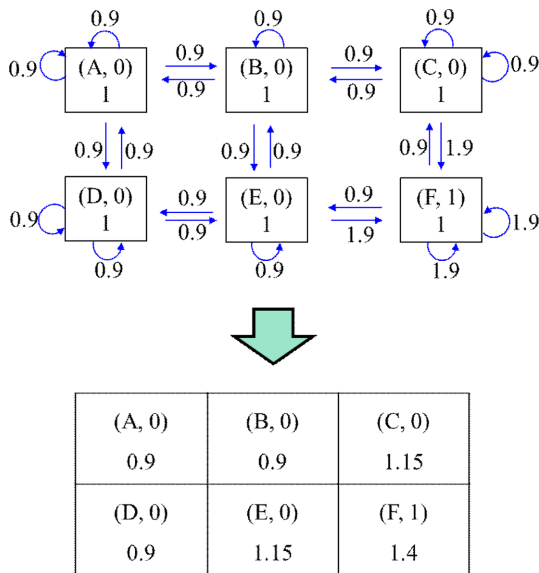 0.9 0.9 0.9
0.9 (A, 0) 0.9 (B, 0) 0.9 (C, 0) 0.9
1 0.9 1 0.9 1
0.9 0.9 0.9 0.9 0.9 1.9
0.9 (D, 0) 0.9 (E, 0) 0.9 (F, 1) 1.9
1 0.9 1 1.9 1
0.9 0.9 1.9
(A, 0) (B, 0) (C, 0)
0.9 0.9 1.15
(D, 0) (E, 0) (F, 1)
0.9 1.15 1.4